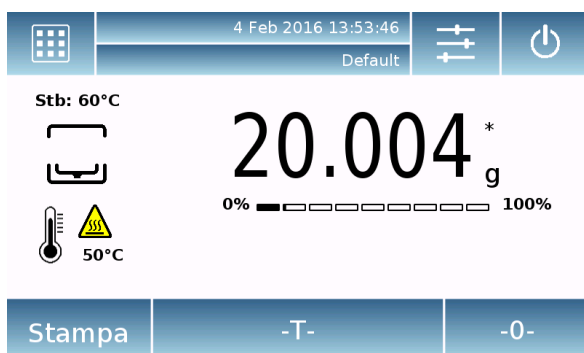 4 Feb 2016 13:53:46
Default
Stb: 60°C
20.004 * g
0% 100%
50°C
Stampa -T- -0-